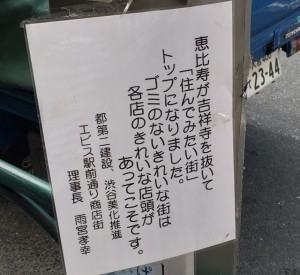 恵比寿が吉祥寺を抜いて
「住んでみたい街」
トップになりました。
ゴミのないきれいな街は
各店のきれいな店頭が
あってこそです。
都第二建設、渋谷美化推進
エビス駅前通り商店街
理事長　雨宮孝幸
23-44